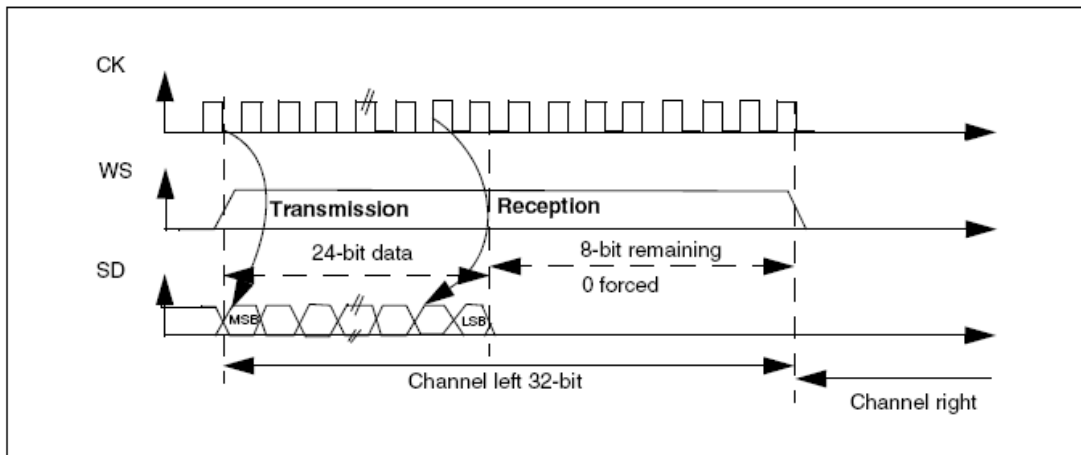 CK
WS
Transmission
Reception
24-bit data
8-bit remaining
0 forced
SD
MSB
LSB
Channel left 32-bit
Channel right